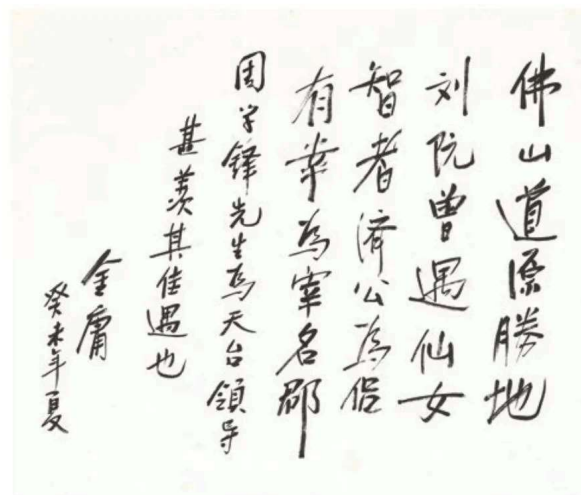 佛山道源勝地
刘阮曾遇仙女
智者濟公為侣
有幸為宰名郡
周学锋先生為天台領导
甚羡其佳遇也
金庸
癸未年夏